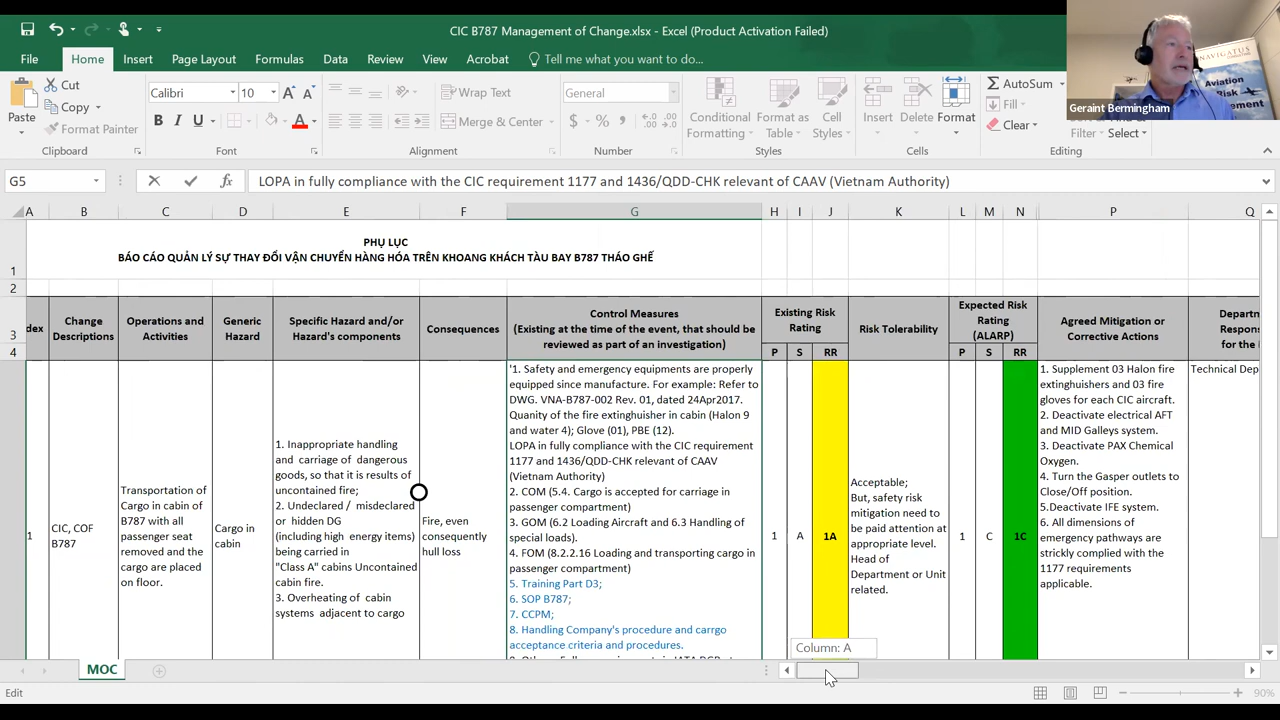 CIC B787 Management of Change.xlsx - Excel (Product Activation Failed)
File Home Insert Page Layout Formulas Data Review View Acrobat Tell me what you want to do...
NAVIGATUS
Aviation
Risk
Geraint Bermingham
Paste
Cut
Copy
Format Painter
Clipboard
Calibri 10
B I U
Font
Wrap Text
Merge & Center
Alignment
General
$ % ,
Number
Conditional Formatting
Format as Table
Cell Styles
Styles
Insert Delete Format
Cells
AutoSum
Fill
Clear
Filter Select
Editing
G5 fx LOPA in fully compliance with the CIC requirement 1177 and 1436/QDD-CHK relevant of CAAV (Vietnam Authority)
A B C D E F G H I J K L M N P Q
1
2
3
4
PHỤ LỤC
BÁO CÁO QUẢN LÝ SỰ THAY ĐỔI VẬN CHUYỂN HÀNG HÓA TRÊN KHOANG KHÁCH TÀU BAY B787 THÁO GHẾ
dex
Change
Descriptions
Operations and
Activities
Generic
Hazard
Specific Hazard and/or
Hazard's components
Consequences
Control Measures
(Existing at the time of the event, that should be
reviewed as part of an investigation)
Existing Risk
Rating
P S RR
Risk Tolerability
Expected Risk
Rating
(ALARP)
P S RR
Agreed Mitigation or
Corrective Actions
Departn
Respons
for the i
1
CIC, COF
B787
Transportation of
Cargo in cabin of
B787 with all
passenger seat
removed and the
cargo are placed
on floor.
Cargo in
cabin
1. Inappropriate handling
and carriage of dangerous
goods, so that it is results of
uncontained fire;
2. Undeclared / misdeclared
or hidden DG
(including high energy items)
being carried in
"Class A" cabins Uncontained
cabin fire.
3. Overheating of cabin
systems adjacent to cargo
Fire, even
consequently
hull loss
'1. Safety and emergency equipments are properly
equipped since manufacture. For example: Refer to
DWG. VNA-B787-002 Rev. 01, dated 24Apr2017.
Quanity of the fire extinghuisher in cabin (Halon 9
and water 4); Glove (01), PBE (12).
LOPA in fully compliance with the CIC requirement
1177 and 1436/QDD-CHK relevant of CAAV
(Vietnam Authority)
2. COM (5.4. Cargo is accepted for carriage in
passenger compartment)
3. GOM (6.2 Loading Aircraft and 6.3 Handling of
special loads).
4. FOM (8.2.2.16 Loading and transporting cargo in
passenger compartment)
5. Training Part D3;
6. SOP B787;
7. CCPM;
8. Handling Company's procedure and carrgo
acceptance criteria and procedures.
1 A 1A
Acceptable;
But, safety risk
mitigation need to
be paid attention at
appropriate level.
Head of
Department or Unit
related.
1 C 1C
1. Supplement 03 Halon fire
extinghuishers and 03 fire
gloves for each CIC aircraft.
2. Deactivate electrical AFT
and MID Galleys system.
3. Deactivate PAX Chemical
Oxygen.
4. Turn the Gasper outlets to
Close/Off position.
5.Deactivate IFE system.
6. All dimensions of
emergency pathways are
strictly complied with the
1177 requirements
applicable.
Technical Dep
Column: A
MOC
Edit
90%